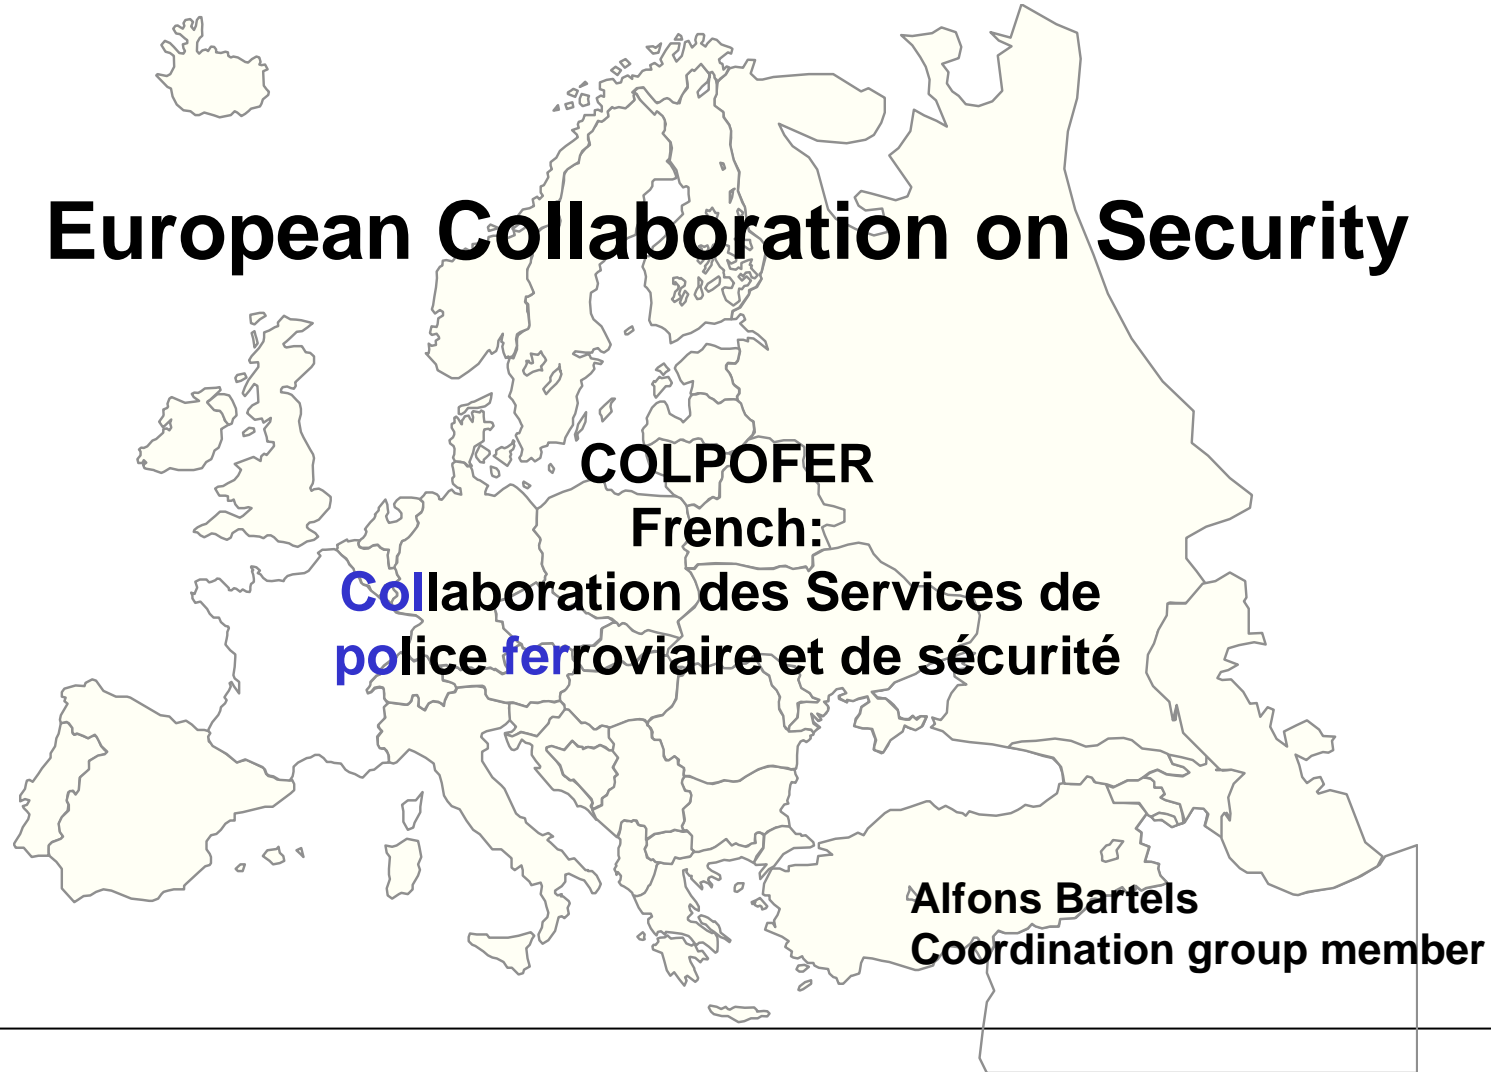 European Collaboration on Security
COLPOFER
French:
Collaboration des Services de
police ferroviaire et de sécurité
Alfons Bartels
Coordination group member